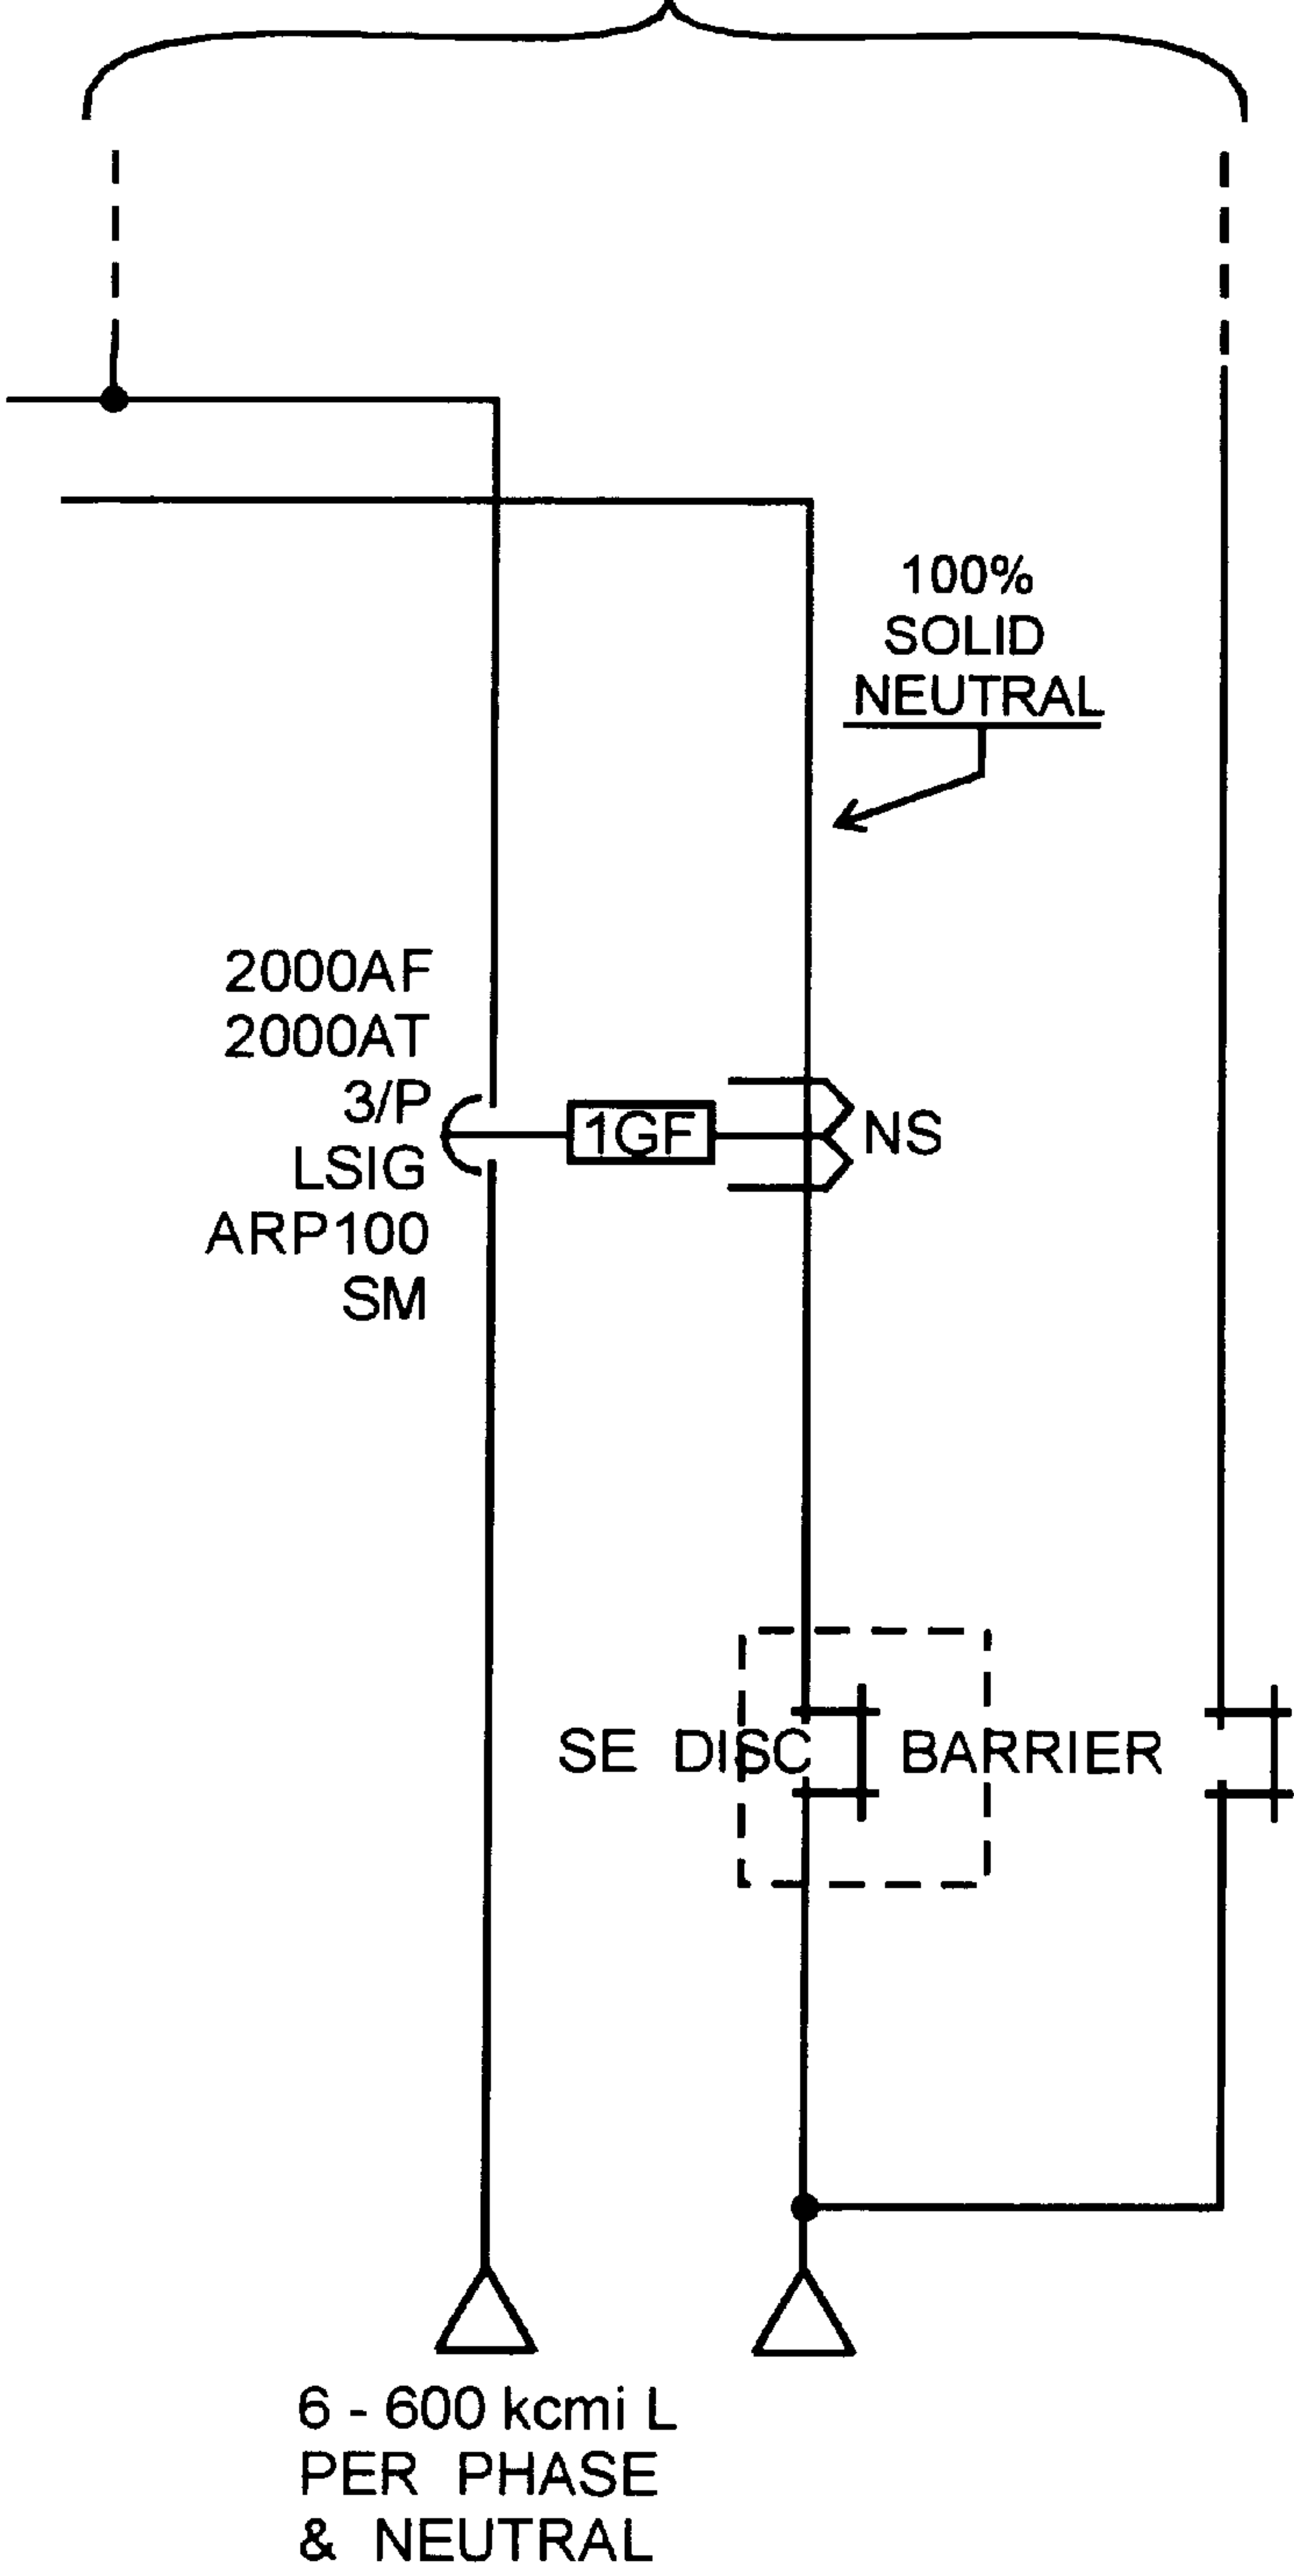 100%
SOLID
NEUTRAL
2000AF
2000AT
3/P
LSIG
ARP100
SM
1GF
NS
SE DISC BARRIER
6 - 600 kcmi L
PER PHASE
& NEUTRAL